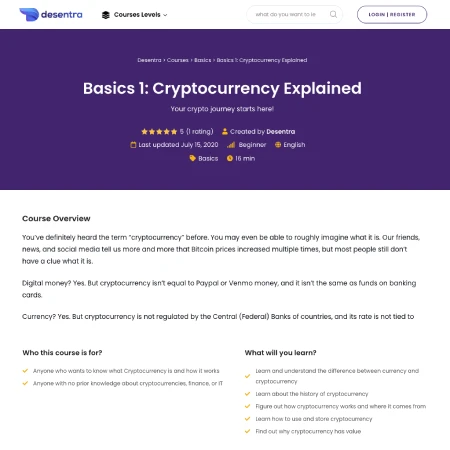 desentra
Courses Levels
what do you want to le
LOGIN | REGISTER
Desentra > Courses > Basics > Basics 1: Cryptocurrency Explained
Basics 1: Cryptocurrency Explained
Your crypto journey starts here!
5 (1 rating) Created by Desentra
Last updated July 15, 2020 Beginner English
Basics 16 min
Course Overview
You've definitely heard the term "cryptocurrency" before. You may even be able to roughly imagine what it is. Our friends,
news, and social media tell us more and more that Bitcoin prices increased multiple times, but most people still don't
have a clue what it is.
Digital money? Yes. But cryptocurrency isn't equal to Paypal or Venmo money, and it isn't the same as funds on banking
cards.
Currency? Yes. But cryptocurrency is not regulated by the Central (Federal) Banks of countries, and its rate is not tied to
Who this course is for?
Anyone who wants to know what Cryptocurrency is and how it works
Anyone with no prior knowledge about cryptocurrencies, finance, or IT
What will you learn?
Learn and understand the difference between currency and
cryptocurrency
Learn about the history of cryptocurrency
Figure out how cryptocurrency works and where it comes from
Learn how to use and store cryptocurrency
Find out why cryptocurrency has value